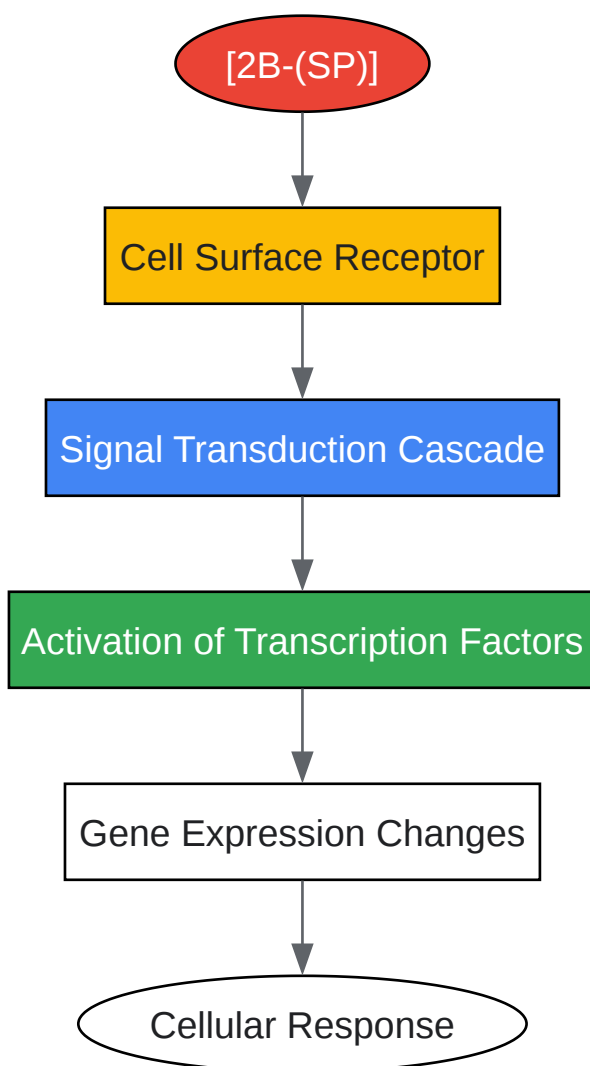 [2B-(SP)]
Cell Surface Receptor
Signal Transduction Cascade
Activation of Transcription Factors
Gene Expression Changes
Cellular Response